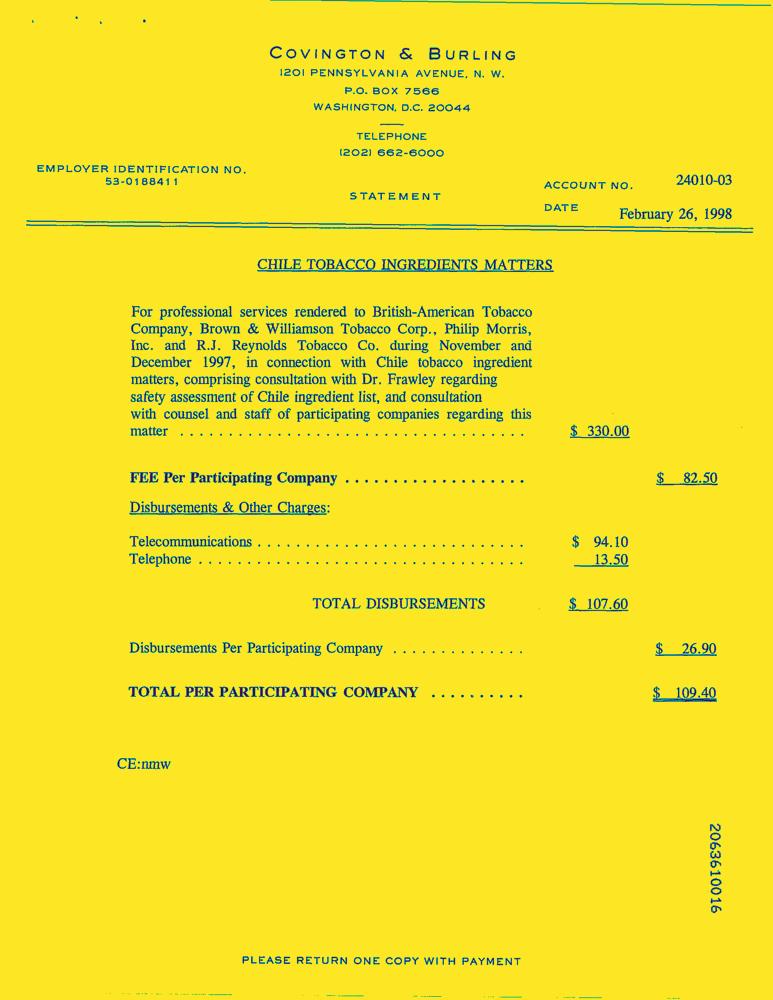 COVINGTON & BURLING
1201 PENNSYLVANIA AVENUE, N. W.
P.O. BOX 7566
WASHINGTON, D.C. 20044
TELEPHONE
(202) 662-6000
EMPLOYER IDENTIFICATION NO.
53-0188411
STATEMENT
ACCOUNT NO. 24010-03
DATE February 26, 1998
CHILE TOBACCO INGREDIENTS MATTERS
For professional services rendered to British-American Tobacco
Company, Brown & Williamson Tobacco Corp., Philip Morris,
Inc. and R.J. Reynolds Tobacco Co. during November and
December 1997, in connection with Chile tobacco ingredient
matters, comprising consultation with Dr. Frawley regarding
safety assessment of Chile ingredient list, and consultation
with counsel and staff of participating companies regarding this
matter . . . . . . . . . . . . . . . . . . . . . . . . . . . . . . . . . . . . $ 330.00
FEE Per Participating Company . . . . . . . . . . . . . . . . . . . $ 82.50
Disbursements & Other Charges:
Telecommunications . . . . . . . . . . . . . . . . . . . . . . . . . . . . $ 94.10
Telephone . . . . . . . . . . . . . . . . . . . . . . . . . . . . . . . . . . 13.50
TOTAL DISBURSEMENTS $ 107.60
Disbursements Per Participating Company . . . . . . . . . . . . . . $ 26.90
TOTAL PER PARTICIPATING COMPANY . . . . . . . . . . $ 109.40
CE:nmw
2063610016
PLEASE RETURN ONE COPY WITH PAYMENT